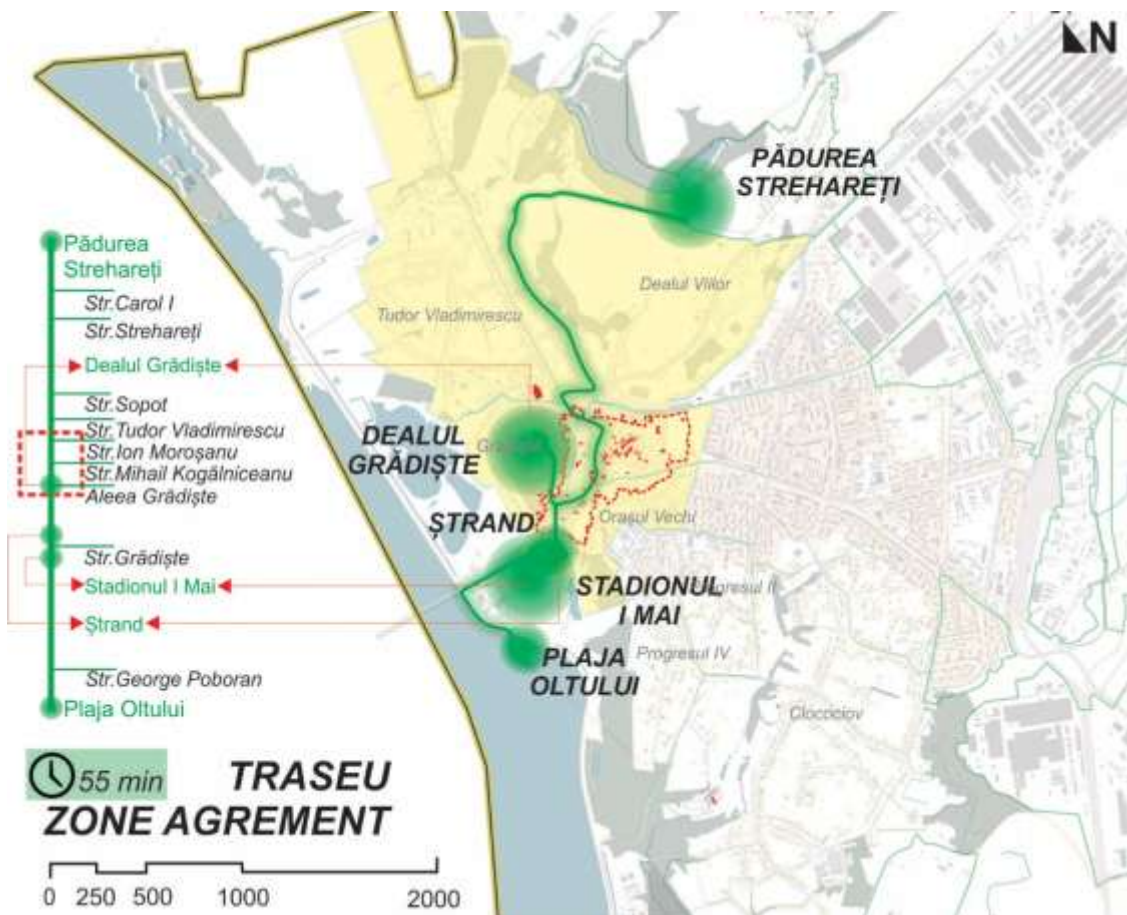 N
PĂDUREA
STREHAREȚI
Dealul Viilor
Tudor Vladimirescu
Pădurea
Strehareți
Str.Carol I
Str.Strehareți
Dealul Grădiște
Str.Sopot
Str.Tudor Vladimirescu
Str.Ion Moroșanu
Str.Mihail Kogălniceanu
Aleea Grădiște
DEALUL
GRĂDIȘTE
Orașul Vechi
ȘTRAND
Str.Grădiște
Stadionul I Mai
Ștrand
STADIONUL
I MAI
Progresul IV
PLAJA
OLTULUI
Str.George Poboran
Plaja Oltului
Clocociov
55 min
TRASEU
ZONE AGREMENT
0 250 500 1000 2000